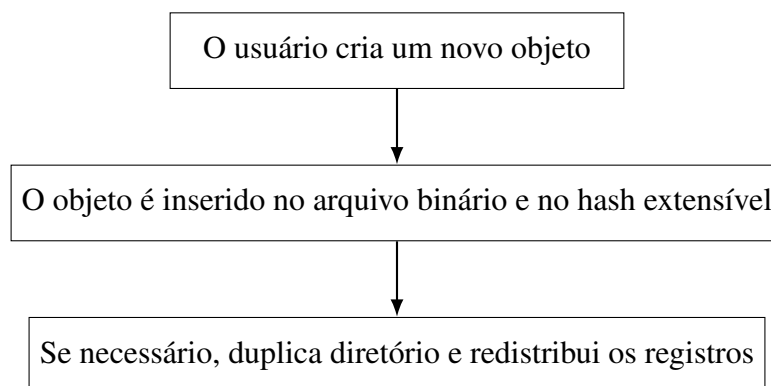 O usuário cria um novo objeto
O objeto é inserido no arquivo binário e no hash extensível
Se necessário, duplica diretório e redistribui os registros